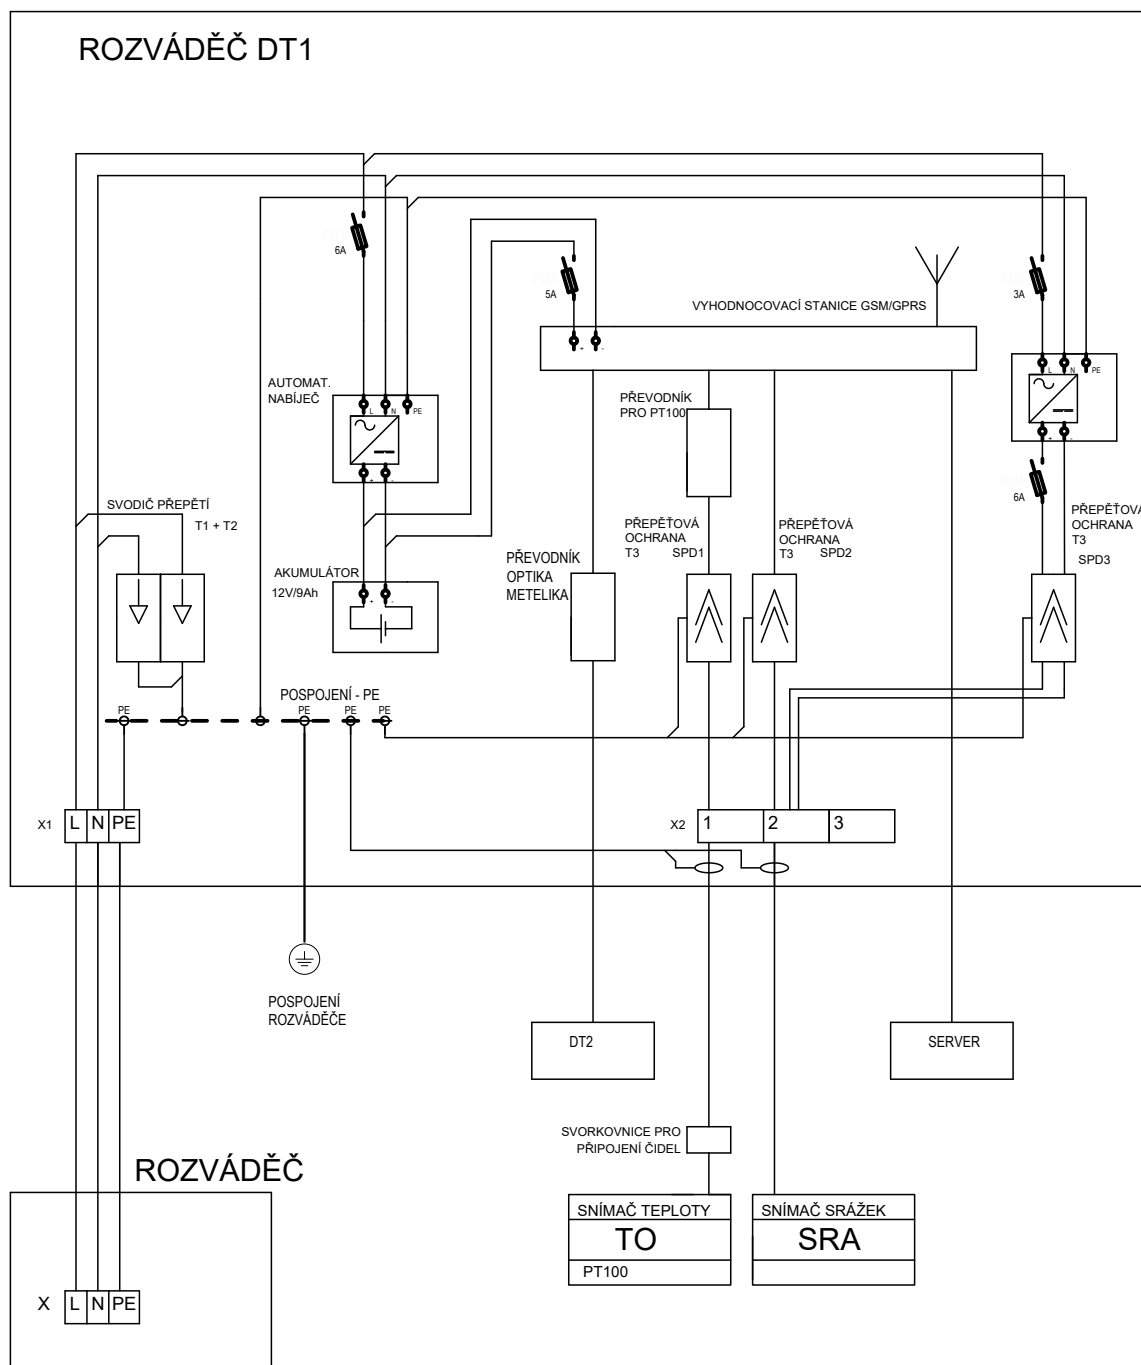 ROZVÁDĚČ DT1
6A
5A
3A
VYHODNOCOVACÍ STANICE GSM/GPRS
+ -
L N PE
AUTOMAT.
NABÍJEČ
L N PE
+ -
PŘEVODNÍK
PRO PT100
+ -
6A
SVODIČ PŘEPĚTÍ
T1 + T2
PŘEPĚŤOVÁ
OCHRANA
T3 SPD1
PŘEPĚŤOVÁ
OCHRANA
T3 SPD2
PŘEPĚŤOVÁ
OCHRANA
T3
SPD3
PŘEVODNÍK
OPTIKA
METELIKA
AKUMULÁTOR
12V/9Ah
+ -
POSPOJENÍ - PE
PE PE PE PE
X1 L N PE
X2 1 2 3
POSPOJENÍ
ROZVÁDĚČE
DT2
SERVER
SVORKOVNICE PRO
PŘIPOJENÍ ČIDEL
ROZVÁDĚČ
SNÍMAČ TEPLOTY
TO
PT100
SNÍMAČ SRÁŽEK
SRA
X L N PE